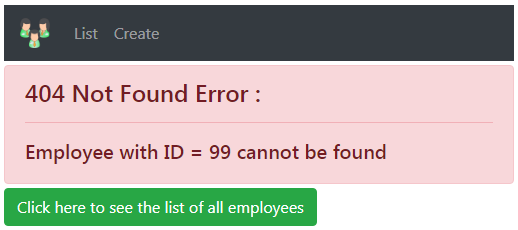 List Create
404 Not Found Error :
Employee with ID = 99 cannot be found
Click here to see the list of all employees